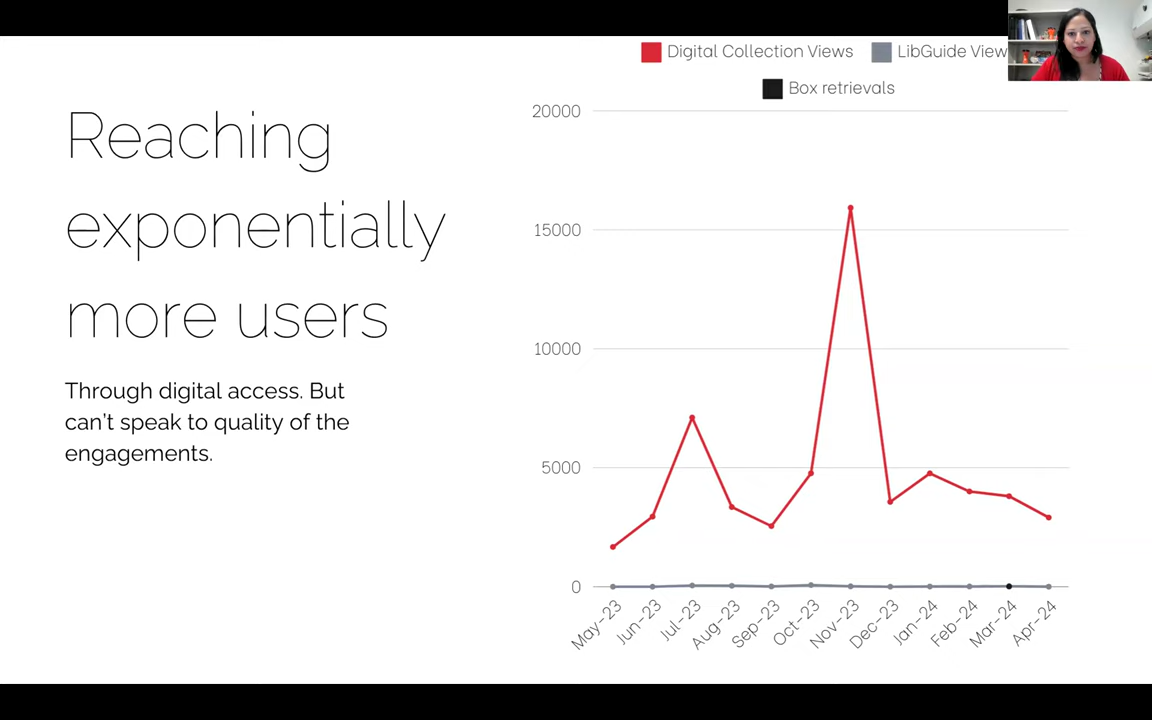 Reaching
exponentially
more users
Through digital access. But
can't speak to quality of the
engagements.
Digital Collection Views LibGuide View
Box retrievals
20000
15000
10000
5000
0
May-23 Jun-23 Jul-23 Aug-23 Sep-23 Oct-23 Nov-23 Dec-23 Jan-24 Feb-24 Mar-24 Apr-24